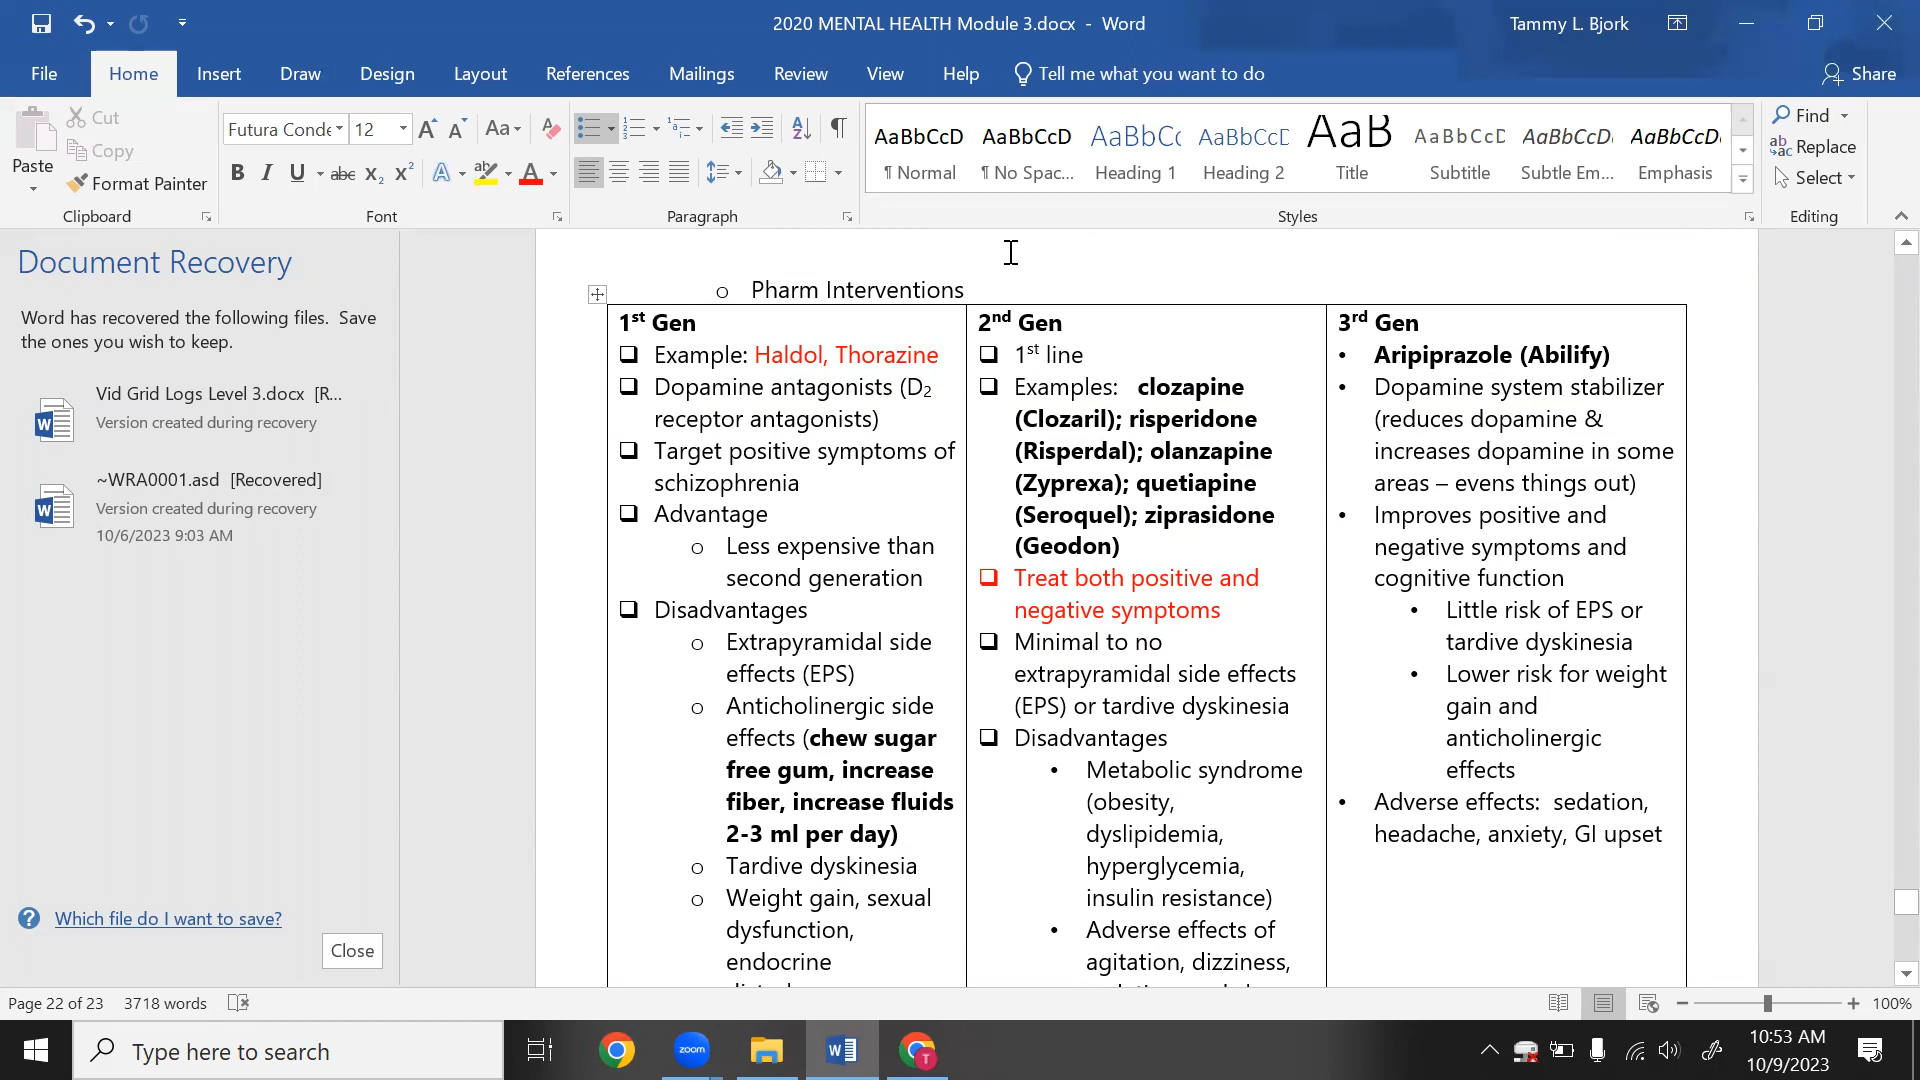 2020 MENTAL HEALTH Module 3.docx - Word
Tammy L. Bjork
File Home Insert Draw Design Layout References Mailings Review View Help Tell me what you want to do
Share
Paste
Cut
Copy
Format Painter
Clipboard
Futura Conde 12
Aa
B I U abc X2 X2 A ab A
Font
Paragraph
AaBbCcD AaBbCcD AaBbCc AaBbCcD AaB AaBbCcD AaBbCcD AaBbCcD
¶ Normal ¶ No Spac... Heading 1 Heading 2 Title Subtitle Subtle Em... Emphasis
Styles
Find
Replace
Select
Editing
Document Recovery
Word has recovered the following files. Save
the ones you wish to keep.
Vid Grid Logs Level 3.docx [R...
Version created during recovery
~WRA0001.asd [Recovered]
Version created during recovery
10/6/2023 9:03 AM
Which file do I want to save?
Close
o Pharm Interventions
1st Gen
Example: Haldol, Thorazine
Dopamine antagonists (D2
receptor antagonists)
Target positive symptoms of
schizophrenia
Advantage
o Less expensive than
second generation
Disadvantages
o Extrapyramidal side
effects (EPS)
o Anticholinergic side
effects (chew sugar
free gum, increase
fiber, increase fluids
2-3 ml per day)
o Tardive dyskinesia
o Weight gain, sexual
dysfunction,
endocrine
2nd Gen
1st line
Examples: clozapine
(Clozaril); risperidone
(Risperdal); olanzapine
(Zyprexa); quetiapine
(Seroquel); ziprasidone
(Geodon)
Treat both positive and
negative symptoms
Minimal to no
extrapyramidal side effects
(EPS) or tardive dyskinesia
Disadvantages
• Metabolic syndrome
(obesity,
dyslipidemia,
hyperglycemia,
insulin resistance)
• Adverse effects of
agitation, dizziness,
3rd Gen
• Aripiprazole (Abilify)
• Dopamine system stabilizer
(reduces dopamine &
increases dopamine in some
areas – evens things out)
• Improves positive and
negative symptoms and
cognitive function
• Little risk of EPS or
tardive dyskinesia
• Lower risk for weight
gain and
anticholinergic
effects
• Adverse effects: sedation,
headache, anxiety, GI upset
Page 22 of 23 3718 words
100%
Type here to search
zoom
10:53 AM
10/9/2023